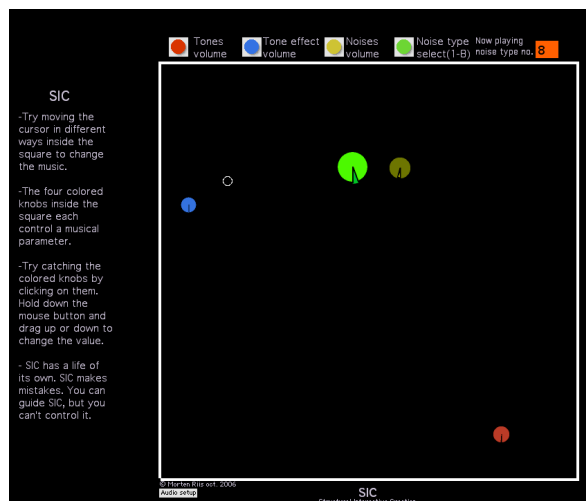 Tones volume
Tone effect volume
Noises volume
Noise type select(1-8)
Now playing noise type no. 8
SIC
-Try moving the
cursor in different
ways inside the
square to change
the music.
-The four colored
knobs inside the
square each
control a musical
parameter.
-Try catching the
colored knobs by
clicking on them.
Hold down the
mouse button and
drag up or down to
change the value.
- SIC has a life of
its own. SIC makes
mistakes. You can
guide SIC, but you
can't control it.
© Morten Riis oct. 2006
Audio setup
SIC